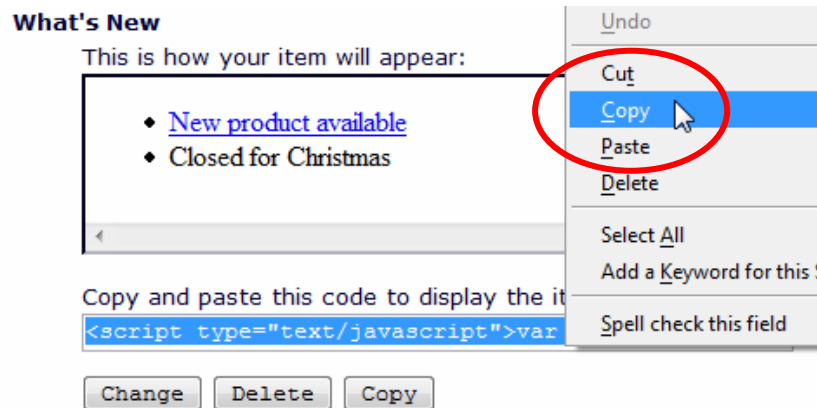 What's New
This is how your item will appear:
• New product available
• Closed for Christmas
Copy and paste this code to display the
<script type="text/javascript">var
Change Delete Copy
Undo
Cut
Copy
Paste
Delete
Select All
Add a Keyword for this
Spell check this field